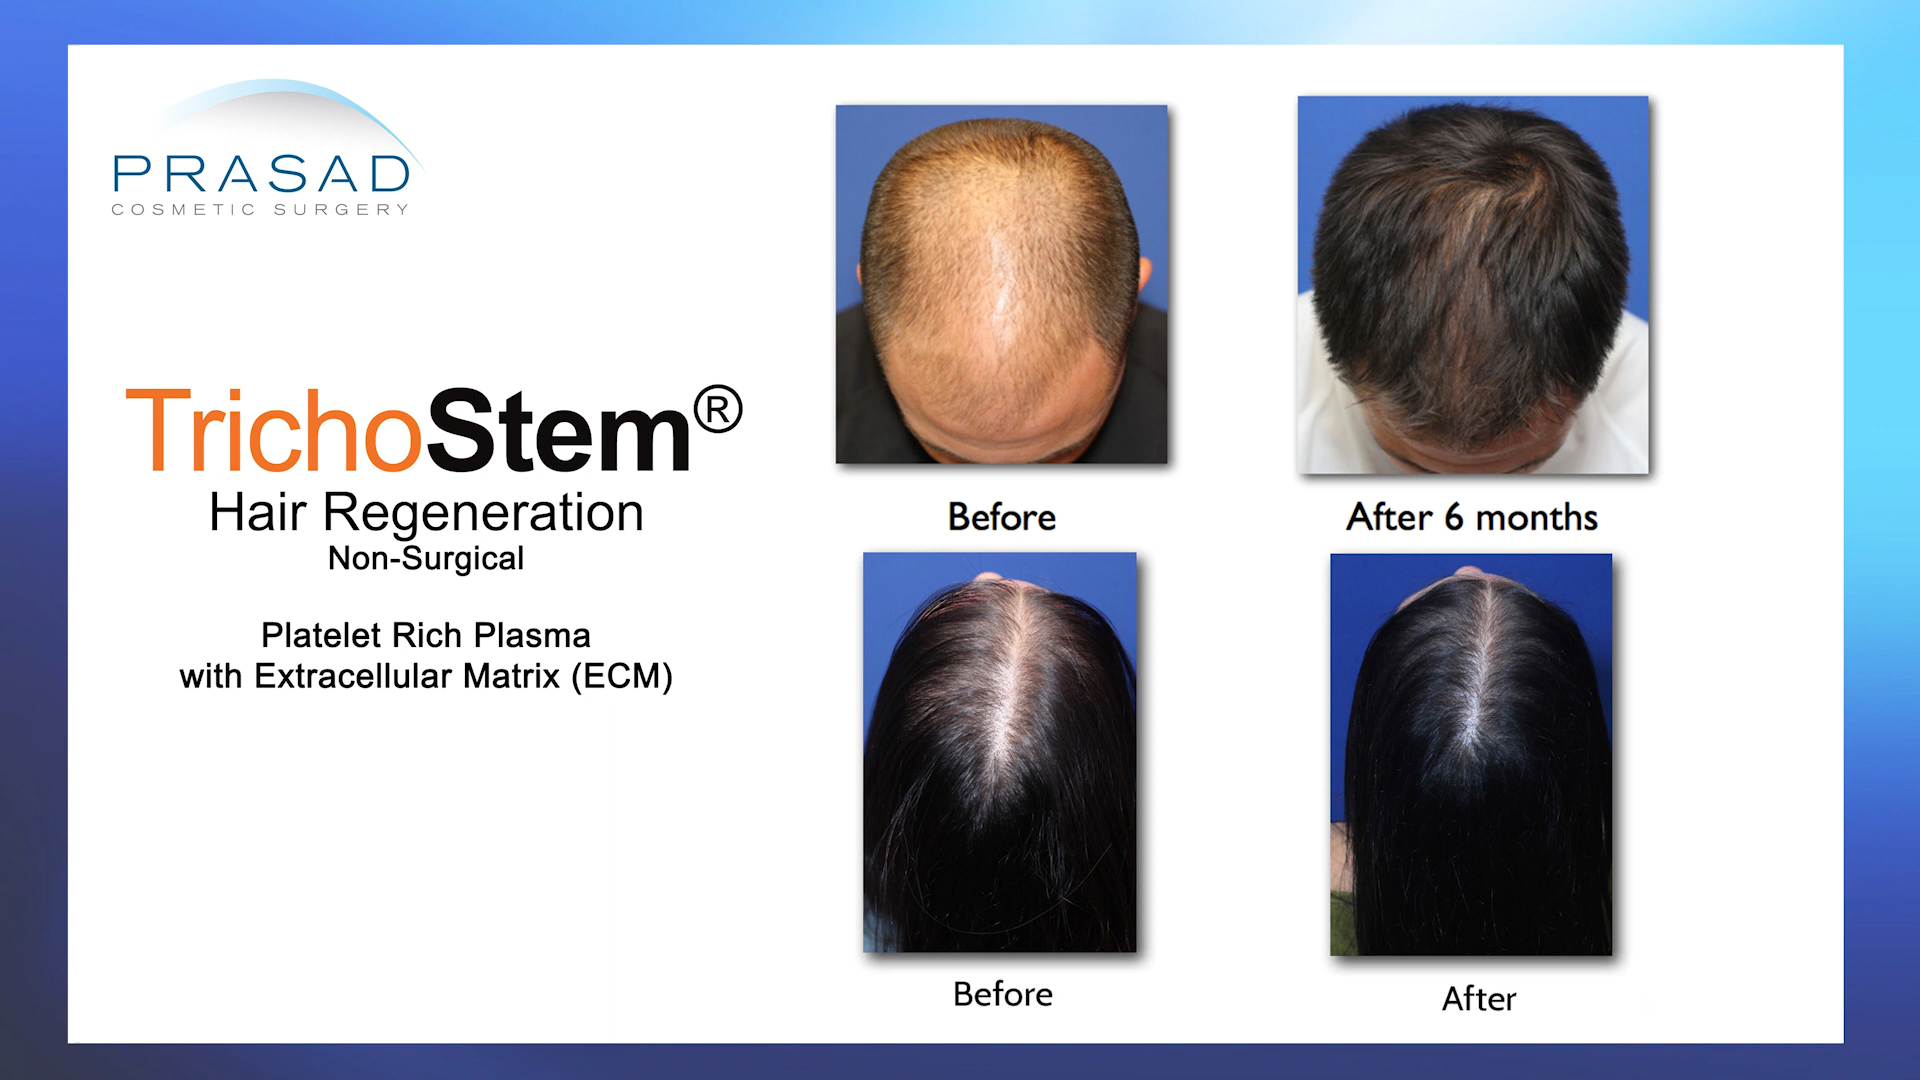 PRASAD
COSMETIC SURGERY
TrichoStem®
Hair Regeneration
Non-Surgical
Platelet Rich Plasma
with Extracellular Matrix (ECM)
Before
After 6 months
Before
After